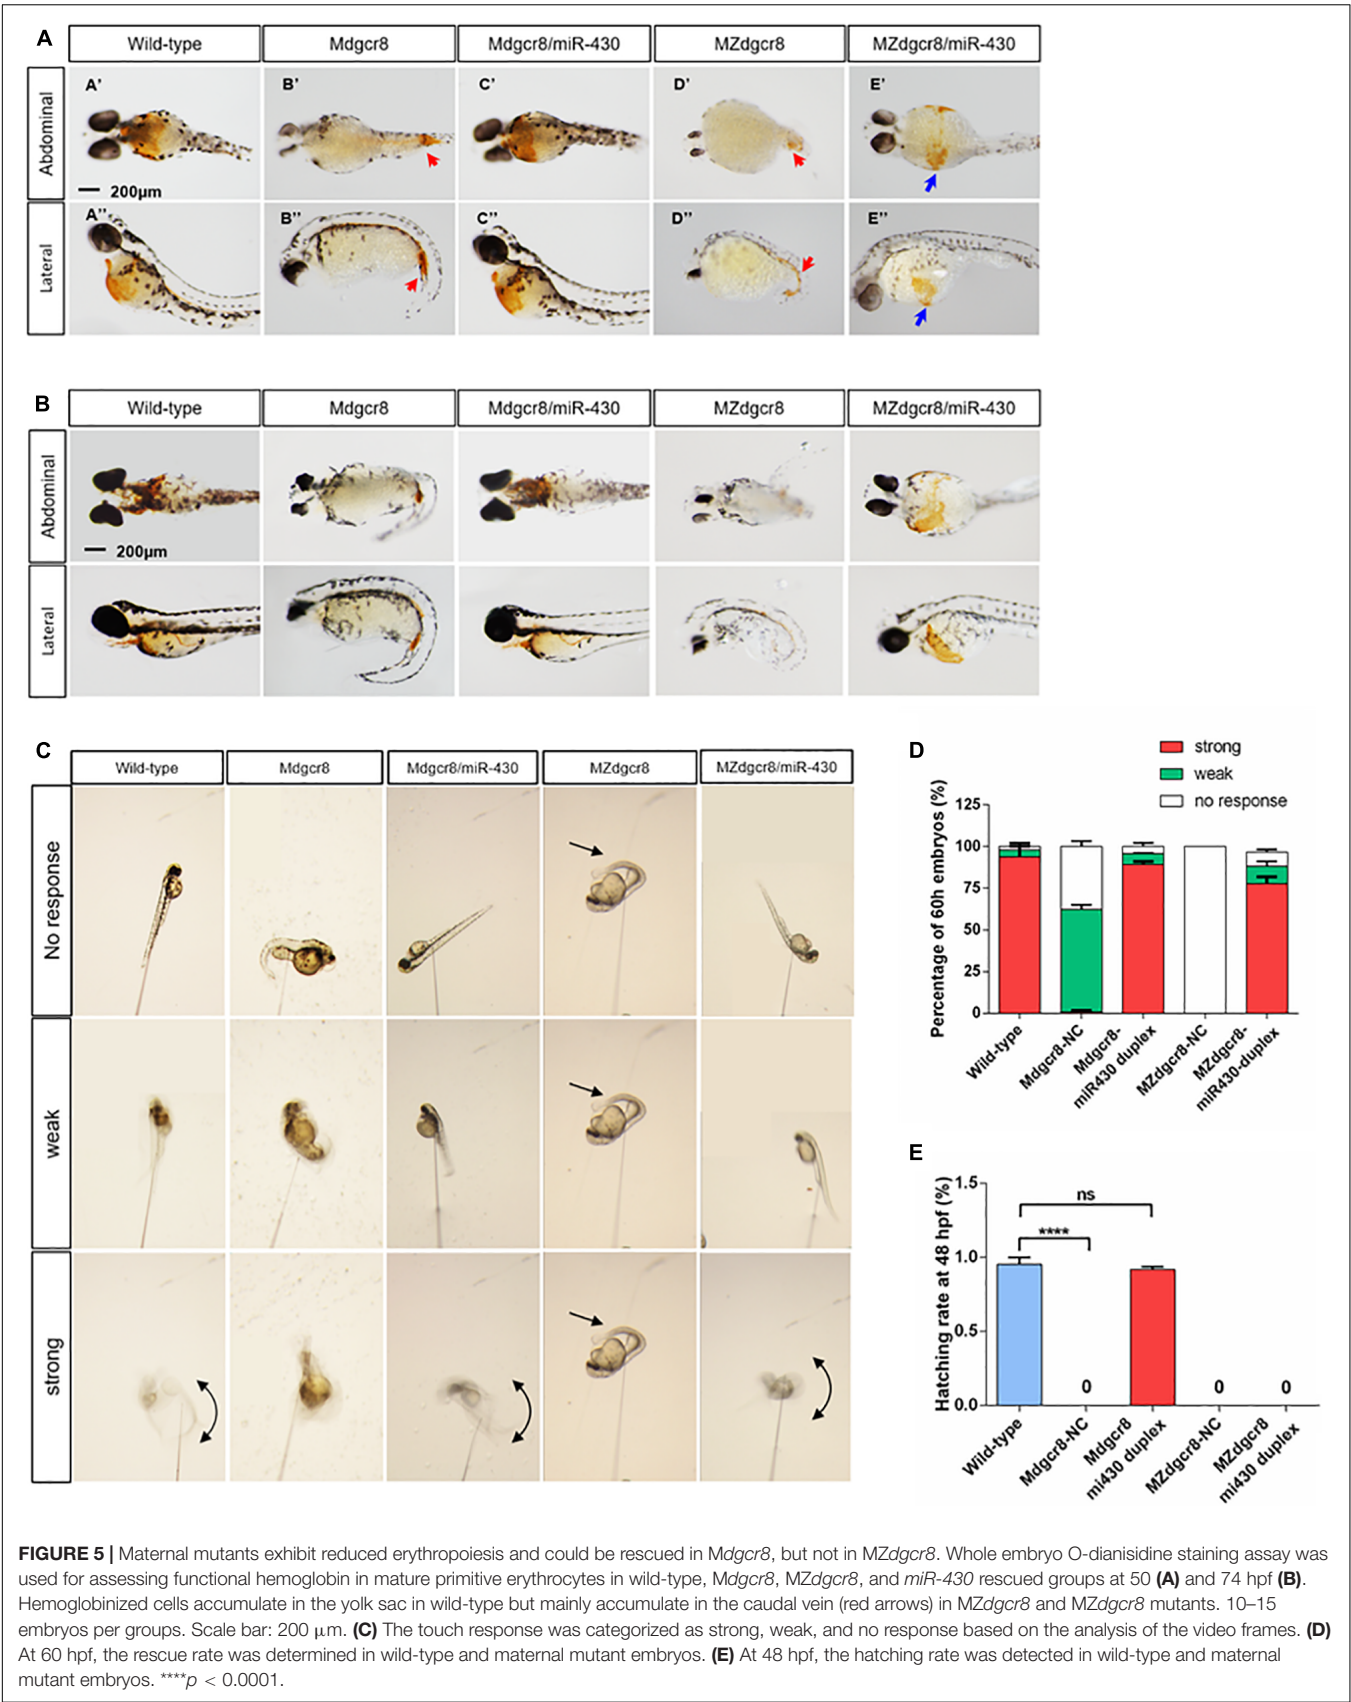 A
Wild-type
Mdgcr8
Mdgcr8/miR-430
MZdgcr8
MZdgcr8/miR-430
Abdominal
A'
B'
C'
D'
E'
200µm
Lateral
A''
B''
C''
D''
E''
B
Wild-type
Mdgcr8
Mdgcr8/miR-430
MZdgcr8
MZdgcr8/miR-430
Abdominal
200µm
Lateral
C
Wild-type
Mdgcr8
Mdgcr8/miR-430
MZdgcr8
MZdgcr8/miR-430
No response
weak
strong
D
strong
weak
no response
Percentage of 60h embryos (%)
125
100
75
50
25
0
Wild-type
Mdgcr8-NC
Mdgcr8-
miR430 duplex
MZdgcr8-NC
MZdgcr8-
miR430-duplex
E
Hatching rate at 48 hpf (%)
1.5
1.0
0.5
0.0
ns
****
0
0
0
Wild-type
Mdgcr8-NC
Mdgcr8
mi430 duplex
MZdgcr8-NC
MZdgcr8
mi430 duplex
FIGURE 5 | Maternal mutants exhibit reduced erythropoiesis and could be rescued in Mdgcr8, but not in MZdgcr8. Whole embryo O-dianisidine staining assay was
used for assessing functional hemoglobin in mature primitive erythrocytes in wild-type, Mdgcr8, MZdgcr8, and miR-430 rescued groups at 50 (A) and 74 hpf (B).
Hemoglobinized cells accumulate in the yolk sac in wild-type but mainly accumulate in the caudal vein (red arrows) in MZdgcr8 and MZdgcr8 mutants. 10–15
embryos per groups. Scale bar: 200 µm. (C) The touch response was categorized as strong, weak, and no response based on the analysis of the video frames. (D)
At 60 hpf, the rescue rate was determined in wild-type and maternal mutant embryos. (E) At 48 hpf, the hatching rate was detected in wild-type and maternal
mutant embryos. ****p < 0.0001.